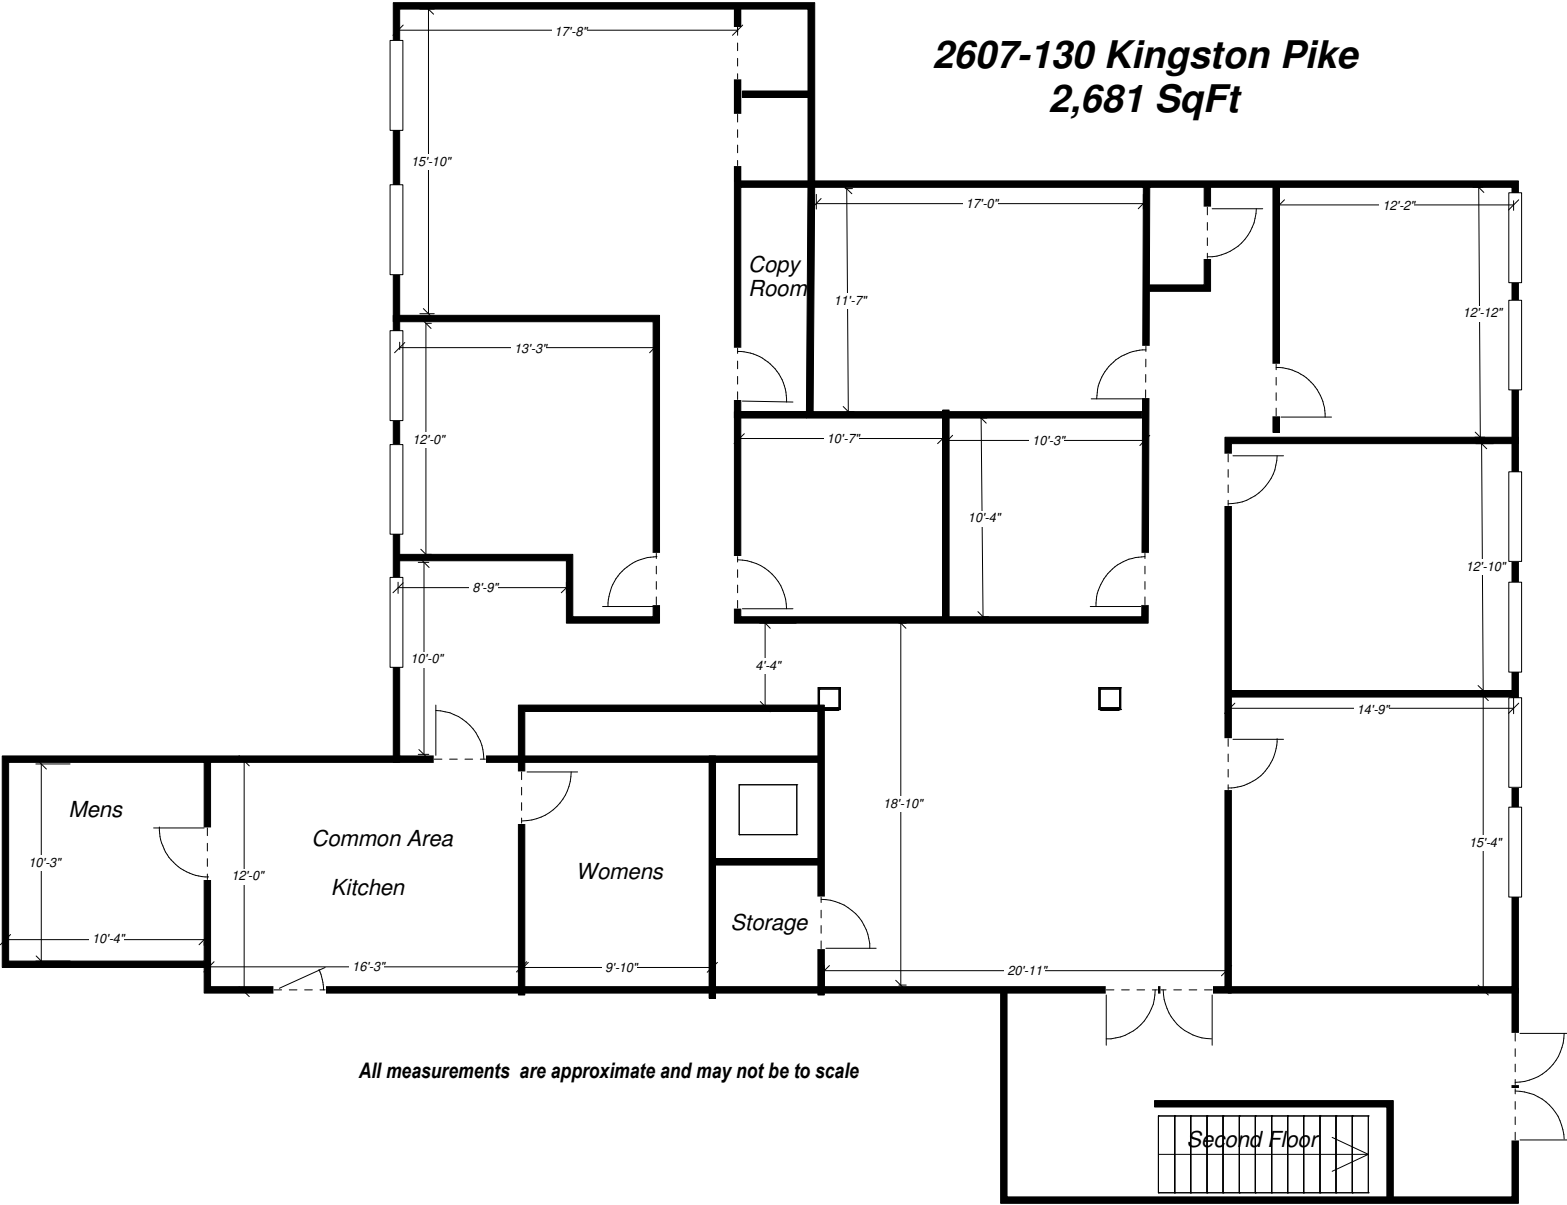 2607-130 Kingston Pike
2,681 SqFt
17'-8"
15'-10"
17'-0"
12'-2"
Copy
Room
11'-7"
12'-12"
13'-3"
12'-0"
10'-7"
10'-3"
10'-4"
12'-10"
8'-9"
10'-0"
4'-4"
14'-9"
Mens
10'-3"
10'-4"
Common Area
Kitchen
12'-0"
16'-3"
Womens
9'-10"
Storage
18'-10"
20'-11"
15'-4"
All measurements are approximate and may not be to scale
Second Floor